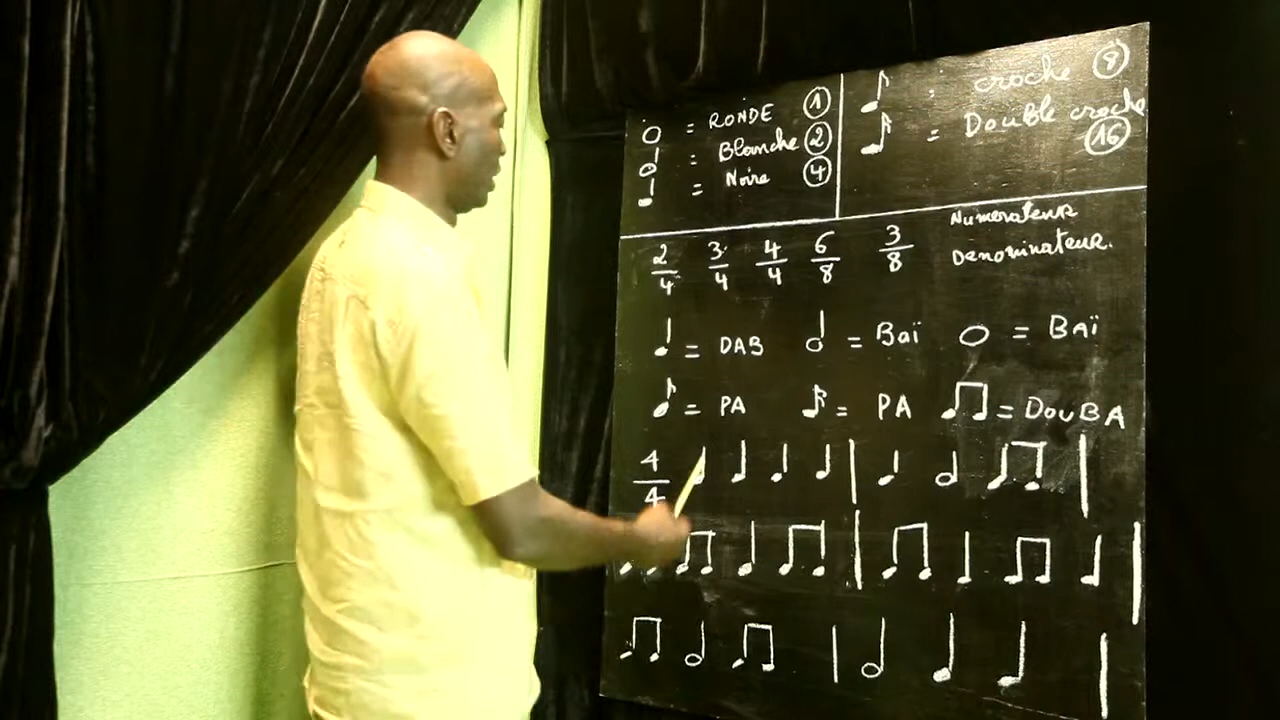 = RONDE 1
= Blanche 2
= Noire 4
, croche 8
= Double croche
16
2/4 3/4 4/4 6/8 3/8
Numerateur
Denominateur.
= DAB = Baï = BAï
= PA = PA = DOUBA
4/4